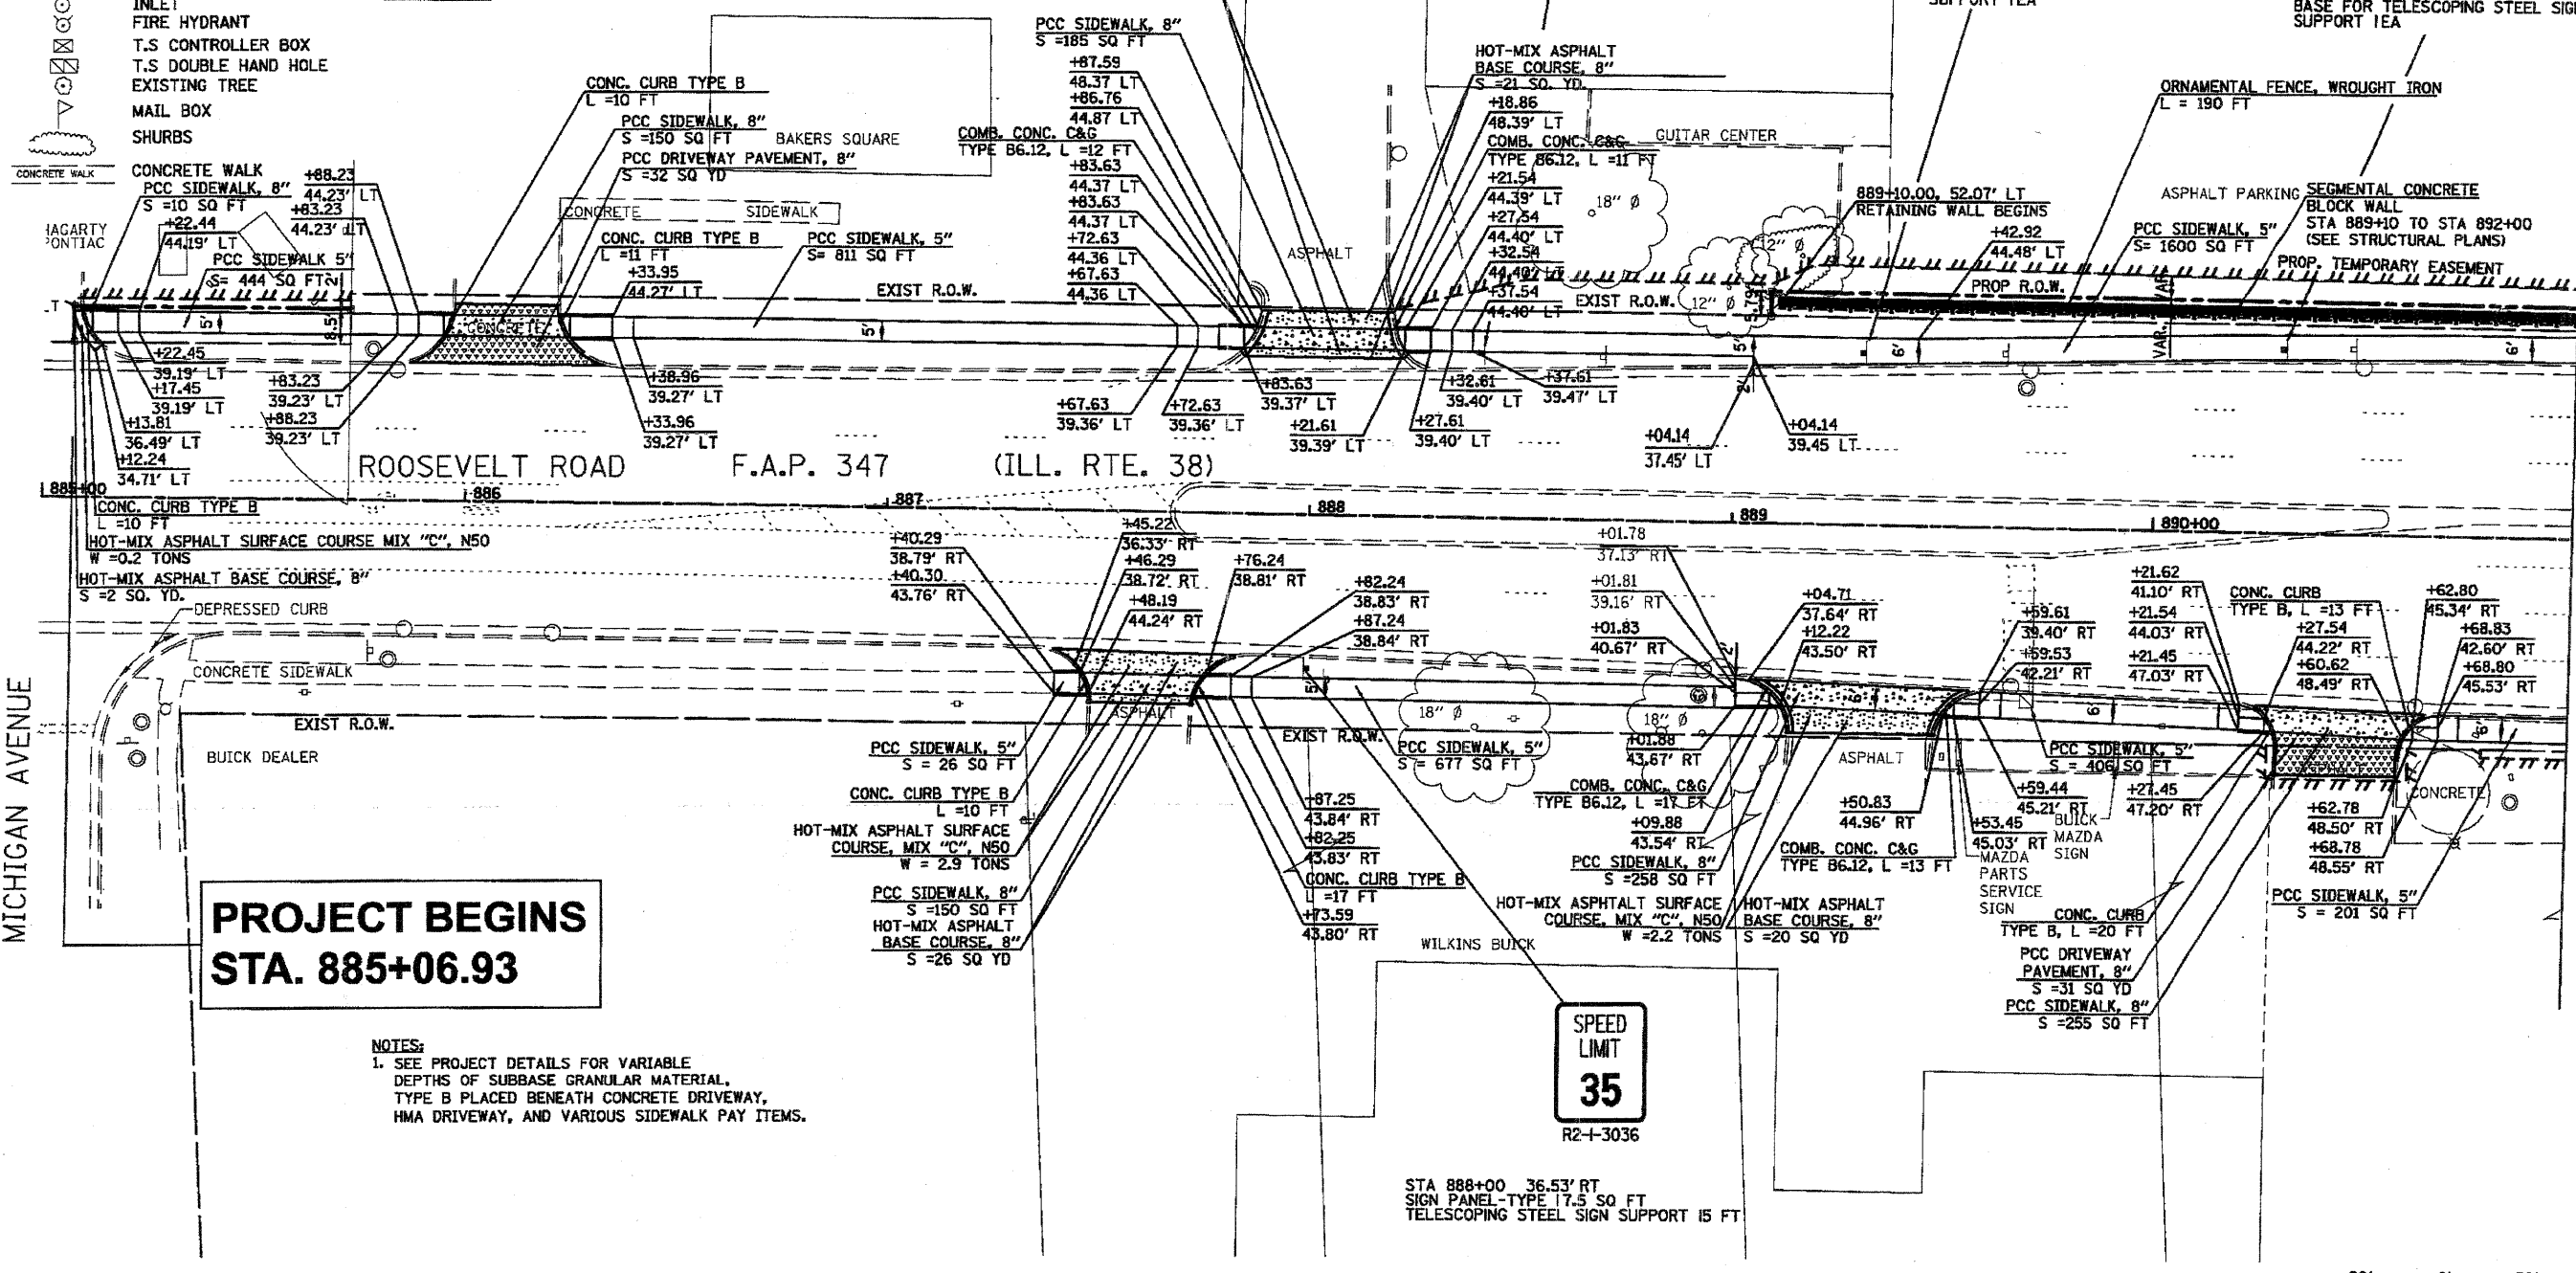 INLET
FIRE HYDRANT
T.S CONTROLLER BOX
T.S DOUBLE HAND HOLE
EXISTING TREE
MAIL BOX
SHURBS
CONCRETE WALK
CONCRETE WALK
PCC SIDEWALK, 8"
S =10 SQ FT
+88.23
44.23' LT
+83.23
44.23' LT
+22.44
44.19' LT
PCC SIDEWALK 5"
S= 444 SQ FT
HAGARTY
PONTIAC
CONC. CURB TYPE B
L =10 FT
PCC SIDEWALK, 8"
S =150 SQ FT
BAKERS SQUARE
PCC DRIVEWAY PAVEMENT, 8"
S =32 SQ YD
CONCRETE SIDEWALK
CONC. CURB TYPE B
L =11 FT
+33.95
44.27' LT
PCC SIDEWALK, 5"
S= 811 SQ FT
EXIST R.O.W.
CONCRETE
5'
8.5'
2'
5'
PCC SIDEWALK, 8"
S =185 SQ FT
+87.59
48.37 LT
+86.76
44.87 LT
COMB. CONC. C&G
TYPE B6.12, L =12 FT
+83.63
44.37 LT
+83.63
44.37 LT
+72.63
44.36 LT
+67.63
44.36 LT
HOT-MIX ASPHALT
BASE COURSE, 8"
S =21 SQ. YD.
+18.86
48.39' LT
COMB. CONC. C&G
TYPE B6.12, L =11 FT
+21.54
44.39' LT
+27.54
44.40' LT
+32.54
44.40' LT
+37.54
44.40' LT
ASPHALT
GUITAR CENTER
18" Ø
12" Ø
12" Ø
EXIST R.O.W.
SUPPORT 1EA
BASE FOR TELESCOPING STEEL SIGN
SUPPORT 1EA
ORNAMENTAL FENCE, WROUGHT IRON
L = 190 FT
889+10.00, 52.07' LT
RETAINING WALL BEGINS
+42.92
44.48' LT
ASPHALT PARKING
PCC SIDEWALK, 5"
S= 1600 SQ FT
SEGMENTAL CONCRETE
BLOCK WALL
STA 889+10 TO STA 892+00
(SEE STRUCTURAL PLANS)
PROP. TEMPORARY EASEMENT
PROP R.O.W.
5.79'
VAR.
VAR.
5'
2'
6'
6'
+22.45
39.19' LT
+17.45
39.19' LT
+13.81
36.49' LT
+12.24
34.71' LT
+83.23
39.23' LT
+88.23
39.23' LT
+38.96
39.27' LT
+33.96
39.27' LT
+67.63
39.36' LT
+72.63
39.36' LT
+83.63
39.37' LT
+21.61
39.39' LT
+32.61
39.40' LT
+27.61
39.40' LT
+37.61
39.47' LT
+04.14
37.45' LT
+04.14
39.45 LT
ROOSEVELT ROAD F.A.P. 347 (ILL. RTE. 38)
885+00
886
887
888
889
890+00
CONC. CURB TYPE B
L =10 FT
HOT-MIX ASPHALT SURFACE COURSE MIX "C", N50
W =0.2 TONS
HOT-MIX ASPHALT BASE COURSE, 8"
S =2 SQ. YD.
DEPRESSED CURB
CONCRETE SIDEWALK
EXIST R.O.W.
BUICK DEALER
MICHIGAN AVENUE
PROJECT BEGINS
STA. 885+06.93
+40.29
38.79' RT
+40.30
43.76' RT
+45.22
36.33' RT
+46.29
38.72' RT
+48.19
44.24' RT
+76.24
38.81' RT
+82.24
38.83' RT
+87.24
38.84' RT
ASPHALT
PCC SIDEWALK, 5"
S = 26 SQ FT
CONC. CURB TYPE B
L =10 FT
HOT-MIX ASPHALT SURFACE
COURSE, MIX "C", N50
W = 2.9 TONS
PCC SIDEWALK, 8"
S =150 SQ FT
HOT-MIX ASPHALT
BASE COURSE, 8"
S =26 SQ YD
EXIST R.O.W.
5'
+87.25
43.84' RT
+82.25
43.83' RT
CONC. CURB TYPE B
L =17 FT
+73.59
43.80' RT
18" Ø
PCC SIDEWALK, 5"
S = 677 SQ FT
+01.78
37.13' RT
+01.81
39.16' RT
+01.83
40.67' RT
+04.71
37.64' RT
+12.22
43.50' RT
2'
18" Ø
+01.88
43.67' RT
COMB. CONC. C&G
TYPE B6.12, L =17 FT
+09.88
43.54' RT
PCC SIDEWALK, 8"
S =258 SQ FT
HOT-MIX ASPHTALT SURFACE
COURSE, MIX "C", N50
W =2.2 TONS
HOT-MIX ASPHALT
BASE COURSE, 8"
S =20 SQ YD
WILKINS BUICK
ASPHALT
+50.83
44.96' RT
COMB. CONC. C&G
TYPE B6.12, L =13 FT
+59.61
39.40' RT
+59.53
42.21' RT
PCC SIDEWALK, 5"
S = 406 SQ FT
+59.44
45.21' RT
+53.45
45.03' RT
BUICK
MAZDA
SIGN
MAZDA
PARTS
SERVICE
SIGN
+21.62
41.10' RT
+21.54
44.03' RT
+21.45
47.03' RT
+27.45
47.20' RT
CONC. CURB
TYPE B, L =13 FT
+27.54
44.22' RT
+60.62
48.49' RT
+62.80
45.34' RT
+68.83
42.60' RT
+68.80
45.53' RT
6'
6'
(CONCRETE)
+62.78
48.50' RT
+68.78
48.55' RT
PCC SIDEWALK, 5"
S = 201 SQ FT
CONC. CURB
TYPE B, L =20 FT
PCC DRIVEWAY
PAVEMENT, 8"
S =31 SQ YD
PCC SIDEWALK, 8"
S =255 SQ FT
NOTES:
1. SEE PROJECT DETAILS FOR VARIABLE
DEPTHS OF SUBBASE GRANULAR MATERIAL,
TYPE B PLACED BENEATH CONCRETE DRIVEWAY,
HMA DRIVEWAY, AND VARIOUS SIDEWALK PAY ITEMS.
SPEED
LIMIT
35
R2-1-3036
STA 888+00 36.53' RT
SIGN PANEL-TYPE 1 7.5 SQ FT
TELESCOPING STEEL SIGN SUPPORT 15 FT